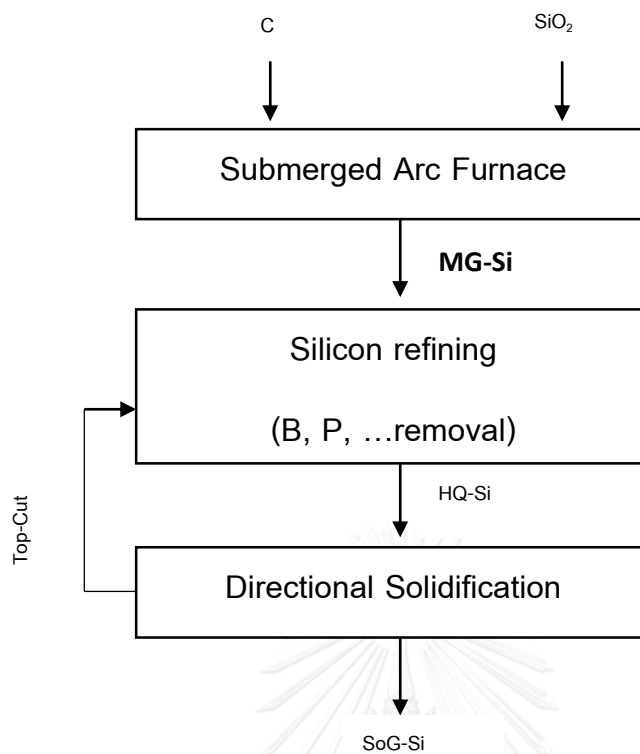 C
SiO₂
Submerged Arc Furnace
MG-Si
Silicon refining
(B, P, …removal)
HQ-Si
Top-Cut
Directional Solidification
SoG-Si